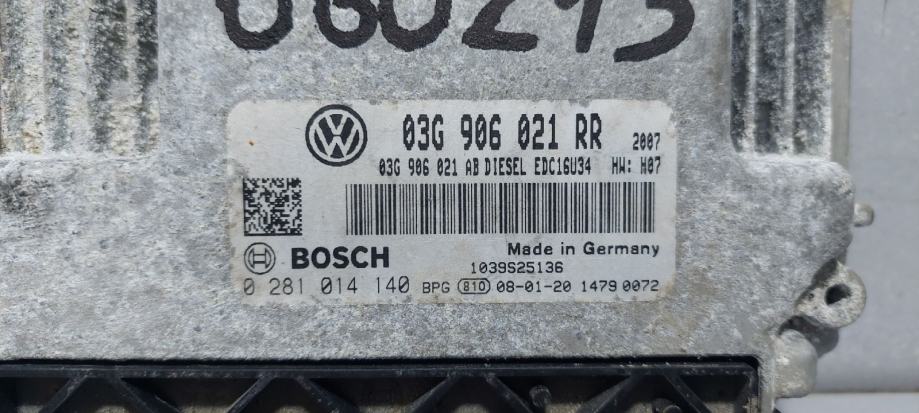 03G 906 021 RR 2007
03G 906 021 AB DIESEL EDC16U34 HW: H07
BOSCH Made in Germany
1039S25136
0 281 014 140 BPG 810 08-01-20 1479 0072